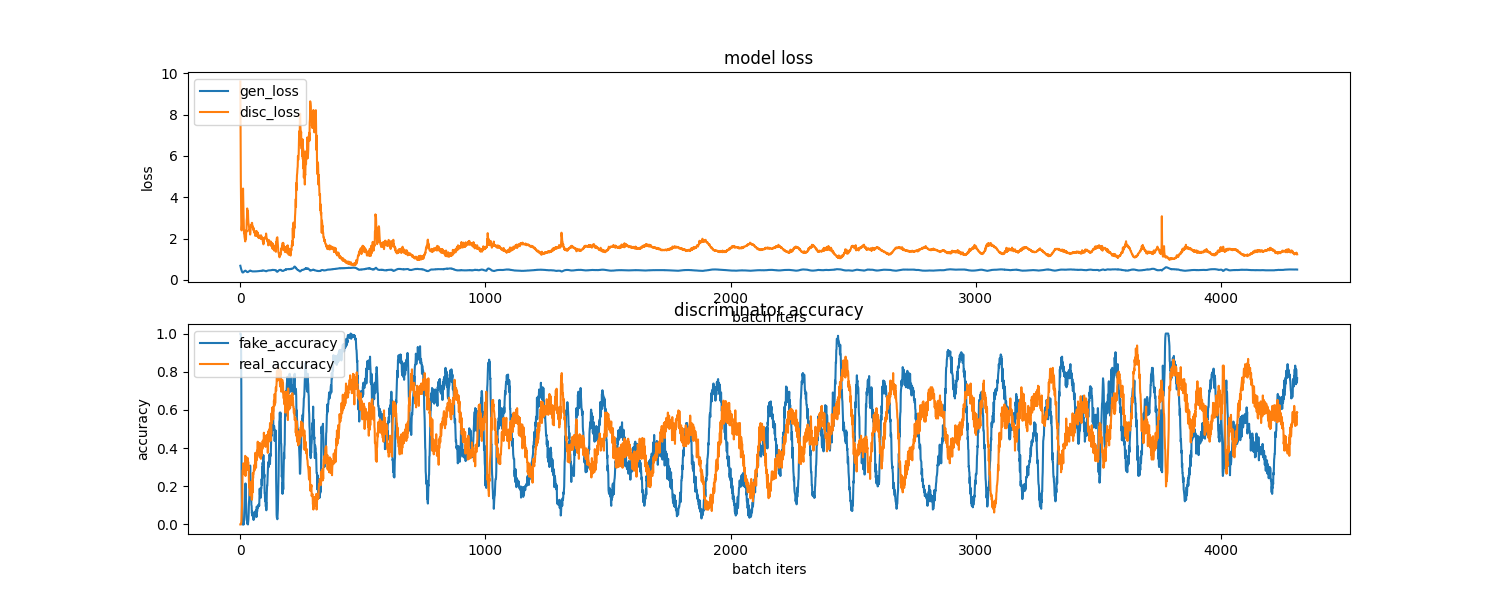 model loss
10
8
6
4
2
0
loss
gen_loss
disc_loss
0
1000
2000
3000
4000
batch iters
discriminator accuracy
1.0
0.8
0.6
0.4
0.2
0.0
accuracy
fake_accuracy
real_accuracy
0
1000
2000
3000
4000
batch iters